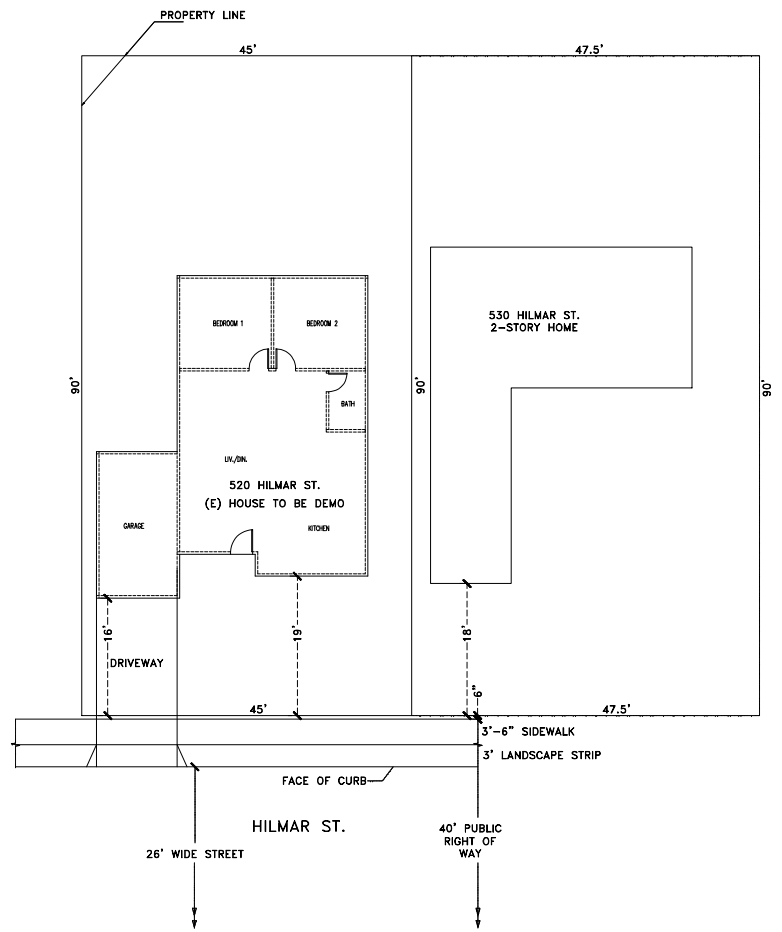 PROPERTY LINE
45'
47.5'
530 HILMAR ST.
2-STORY HOME
BEDROOM 1
BEDROOM 2
90'
90'
90'
BATH
LIV./DIN.
520 HILMAR ST.
(E) HOUSE TO BE DEMO
GARAGE
KITCHEN
16'
19'
18'
DRIVEWAY
6"
45'
47.5'
3'-6" SIDEWALK
3' LANDSCAPE STRIP
FACE OF CURB
HILMAR ST.
40' PUBLIC
RIGHT OF
WAY
26' WIDE STREET